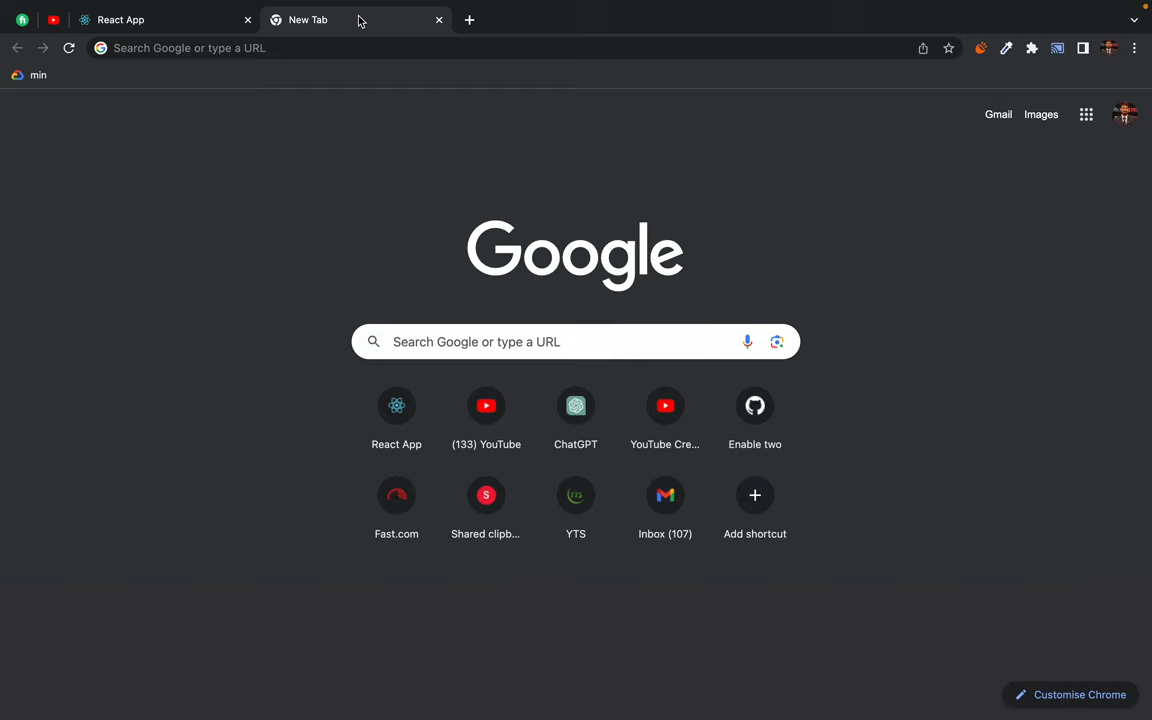 React App
New Tab
Search Google or type a URL
min
Gmail Images
Google
Search Google or type a URL
React App (133) YouTube ChatGPT YouTube Cre... Enable two
Fast.com Shared clipb... YTS Inbox (107) Add shortcut
Customise Chrome